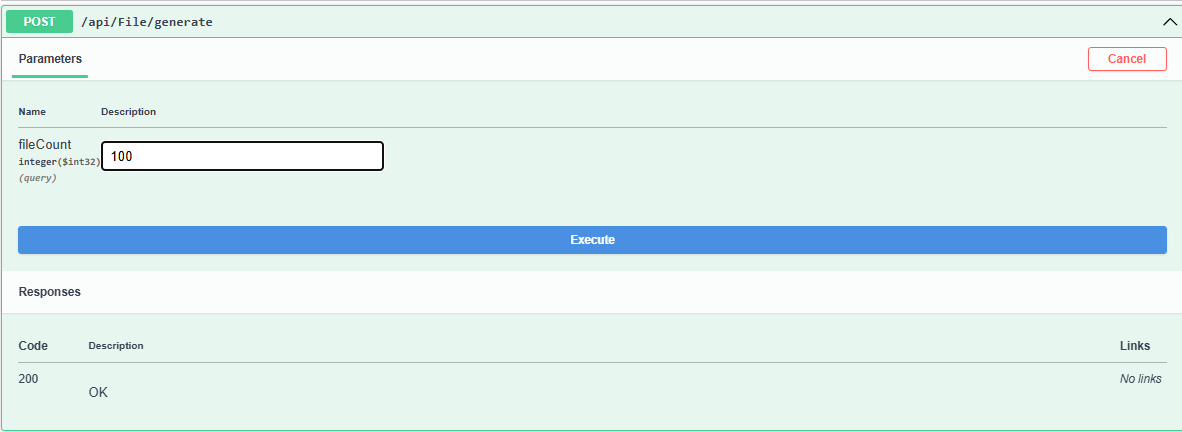 POST /api/File/generate
Parameters Cancel
Name Description
fileCount
integer($int32) 100
(query)
Execute
Responses
Code Description Links
200 No links
OK